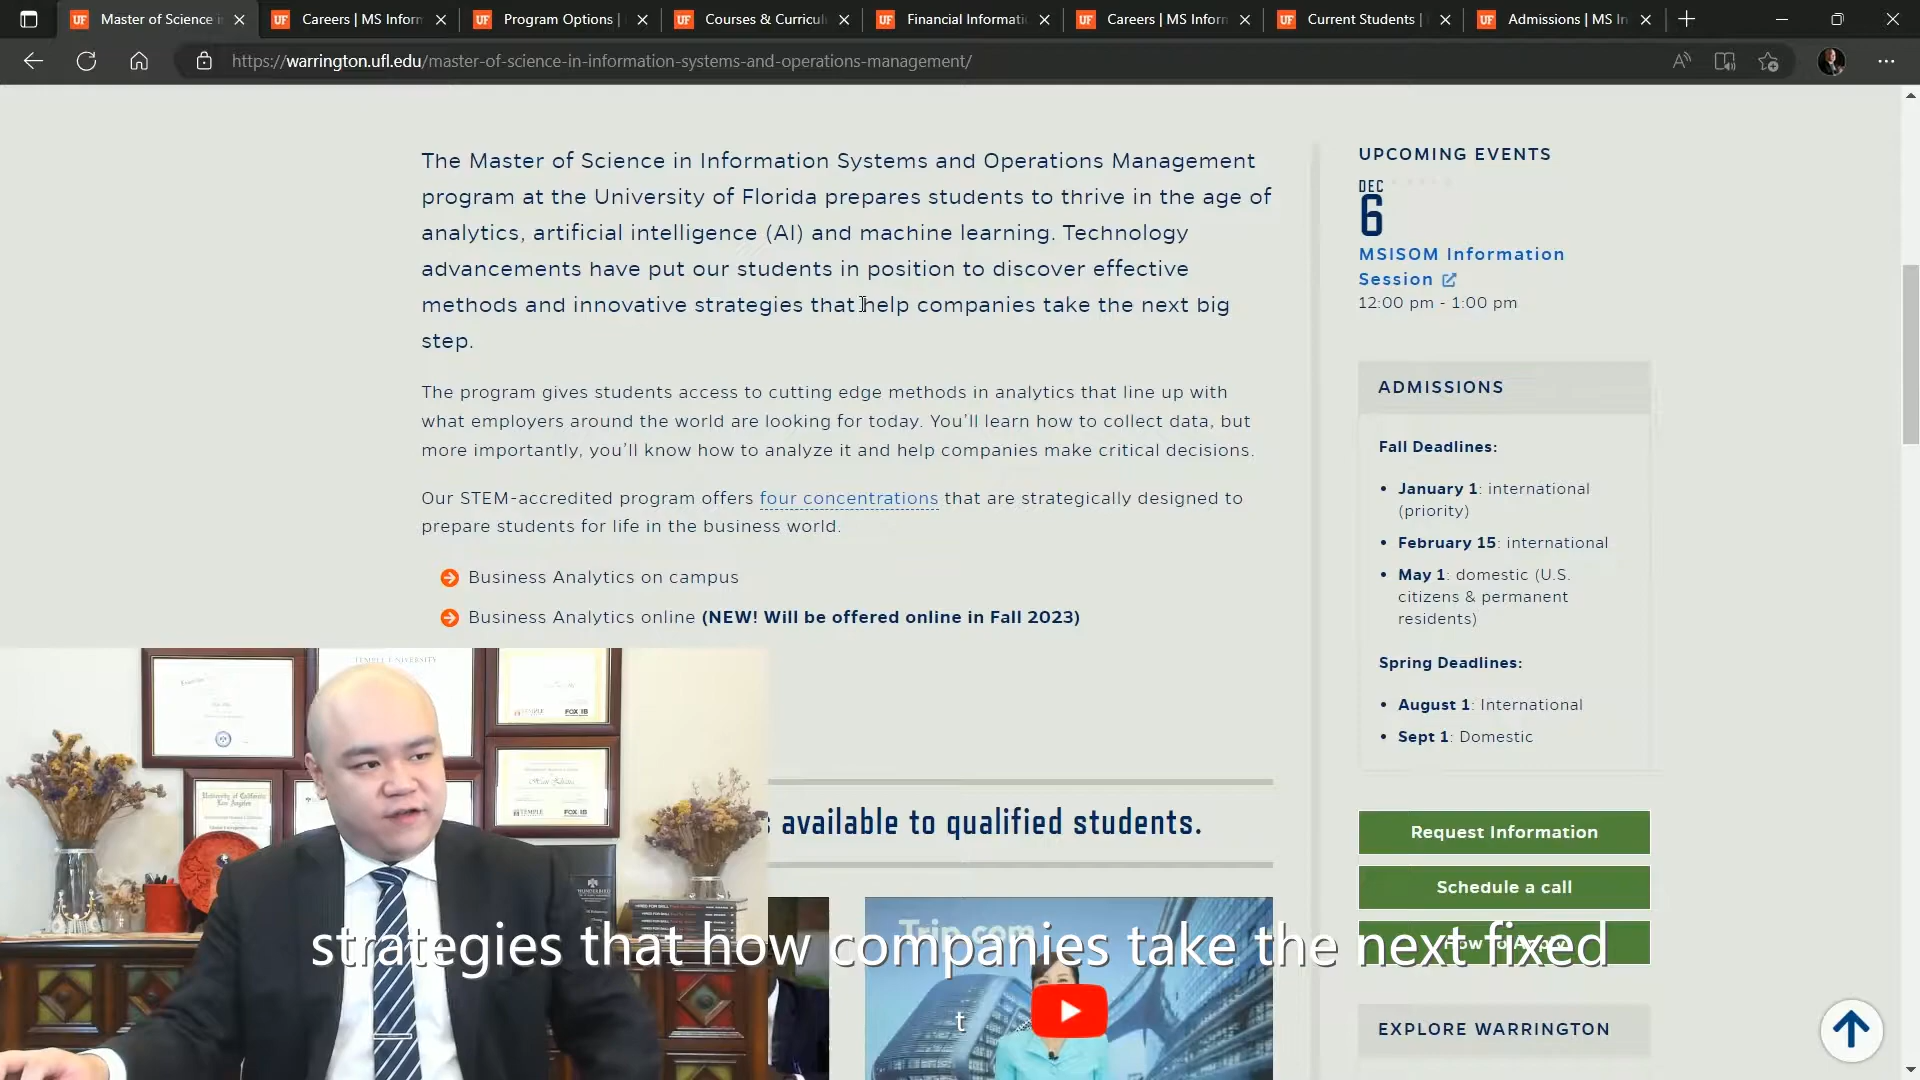 Master of Science i
Careers | MS Inform
Program Options |
Courses & Curricul
Financial Informati
Careers | MS Inform
Current Students |
Admissions | MS In
https://warrington.ufl.edu/master-of-science-in-information-systems-and-operations-management/
The Master of Science in Information Systems and Operations Management
program at the University of Florida prepares students to thrive in the age of
analytics, artificial intelligence (AI) and machine learning. Technology
advancements have put our students in position to discover effective
methods and innovative strategies that help companies take the next big
step.
The program gives students access to cutting edge methods in analytics that line up with
what employers around the world are looking for today. You’ll learn how to collect data, but
more importantly, you’ll know how to analyze it and help companies make critical decisions.
Our STEM-accredited program offers four concentrations that are strategically designed to
prepare students for life in the business world.
Business Analytics on campus
Business Analytics online (NEW! Will be offered online in Fall 2023)
available to qualified students.
UPCOMING EVENTS
DEC
6
MSISOM Information
Session
12:00 pm - 1:00 pm
ADMISSIONS
Fall Deadlines:
January 1: international
(priority)
February 15: international
May 1: domestic (U.S.
citizens & permanent
residents)
Spring Deadlines:
August 1: International
Sept 1: Domestic
Request Information
Schedule a call
How to Apply
EXPLORE WARRINGTON
TEMPLE UNIVERSITY
FOX
TEMPLE FOX
University of California
Los Angeles
Trip.com
strategies that how companies take the next fixed
t